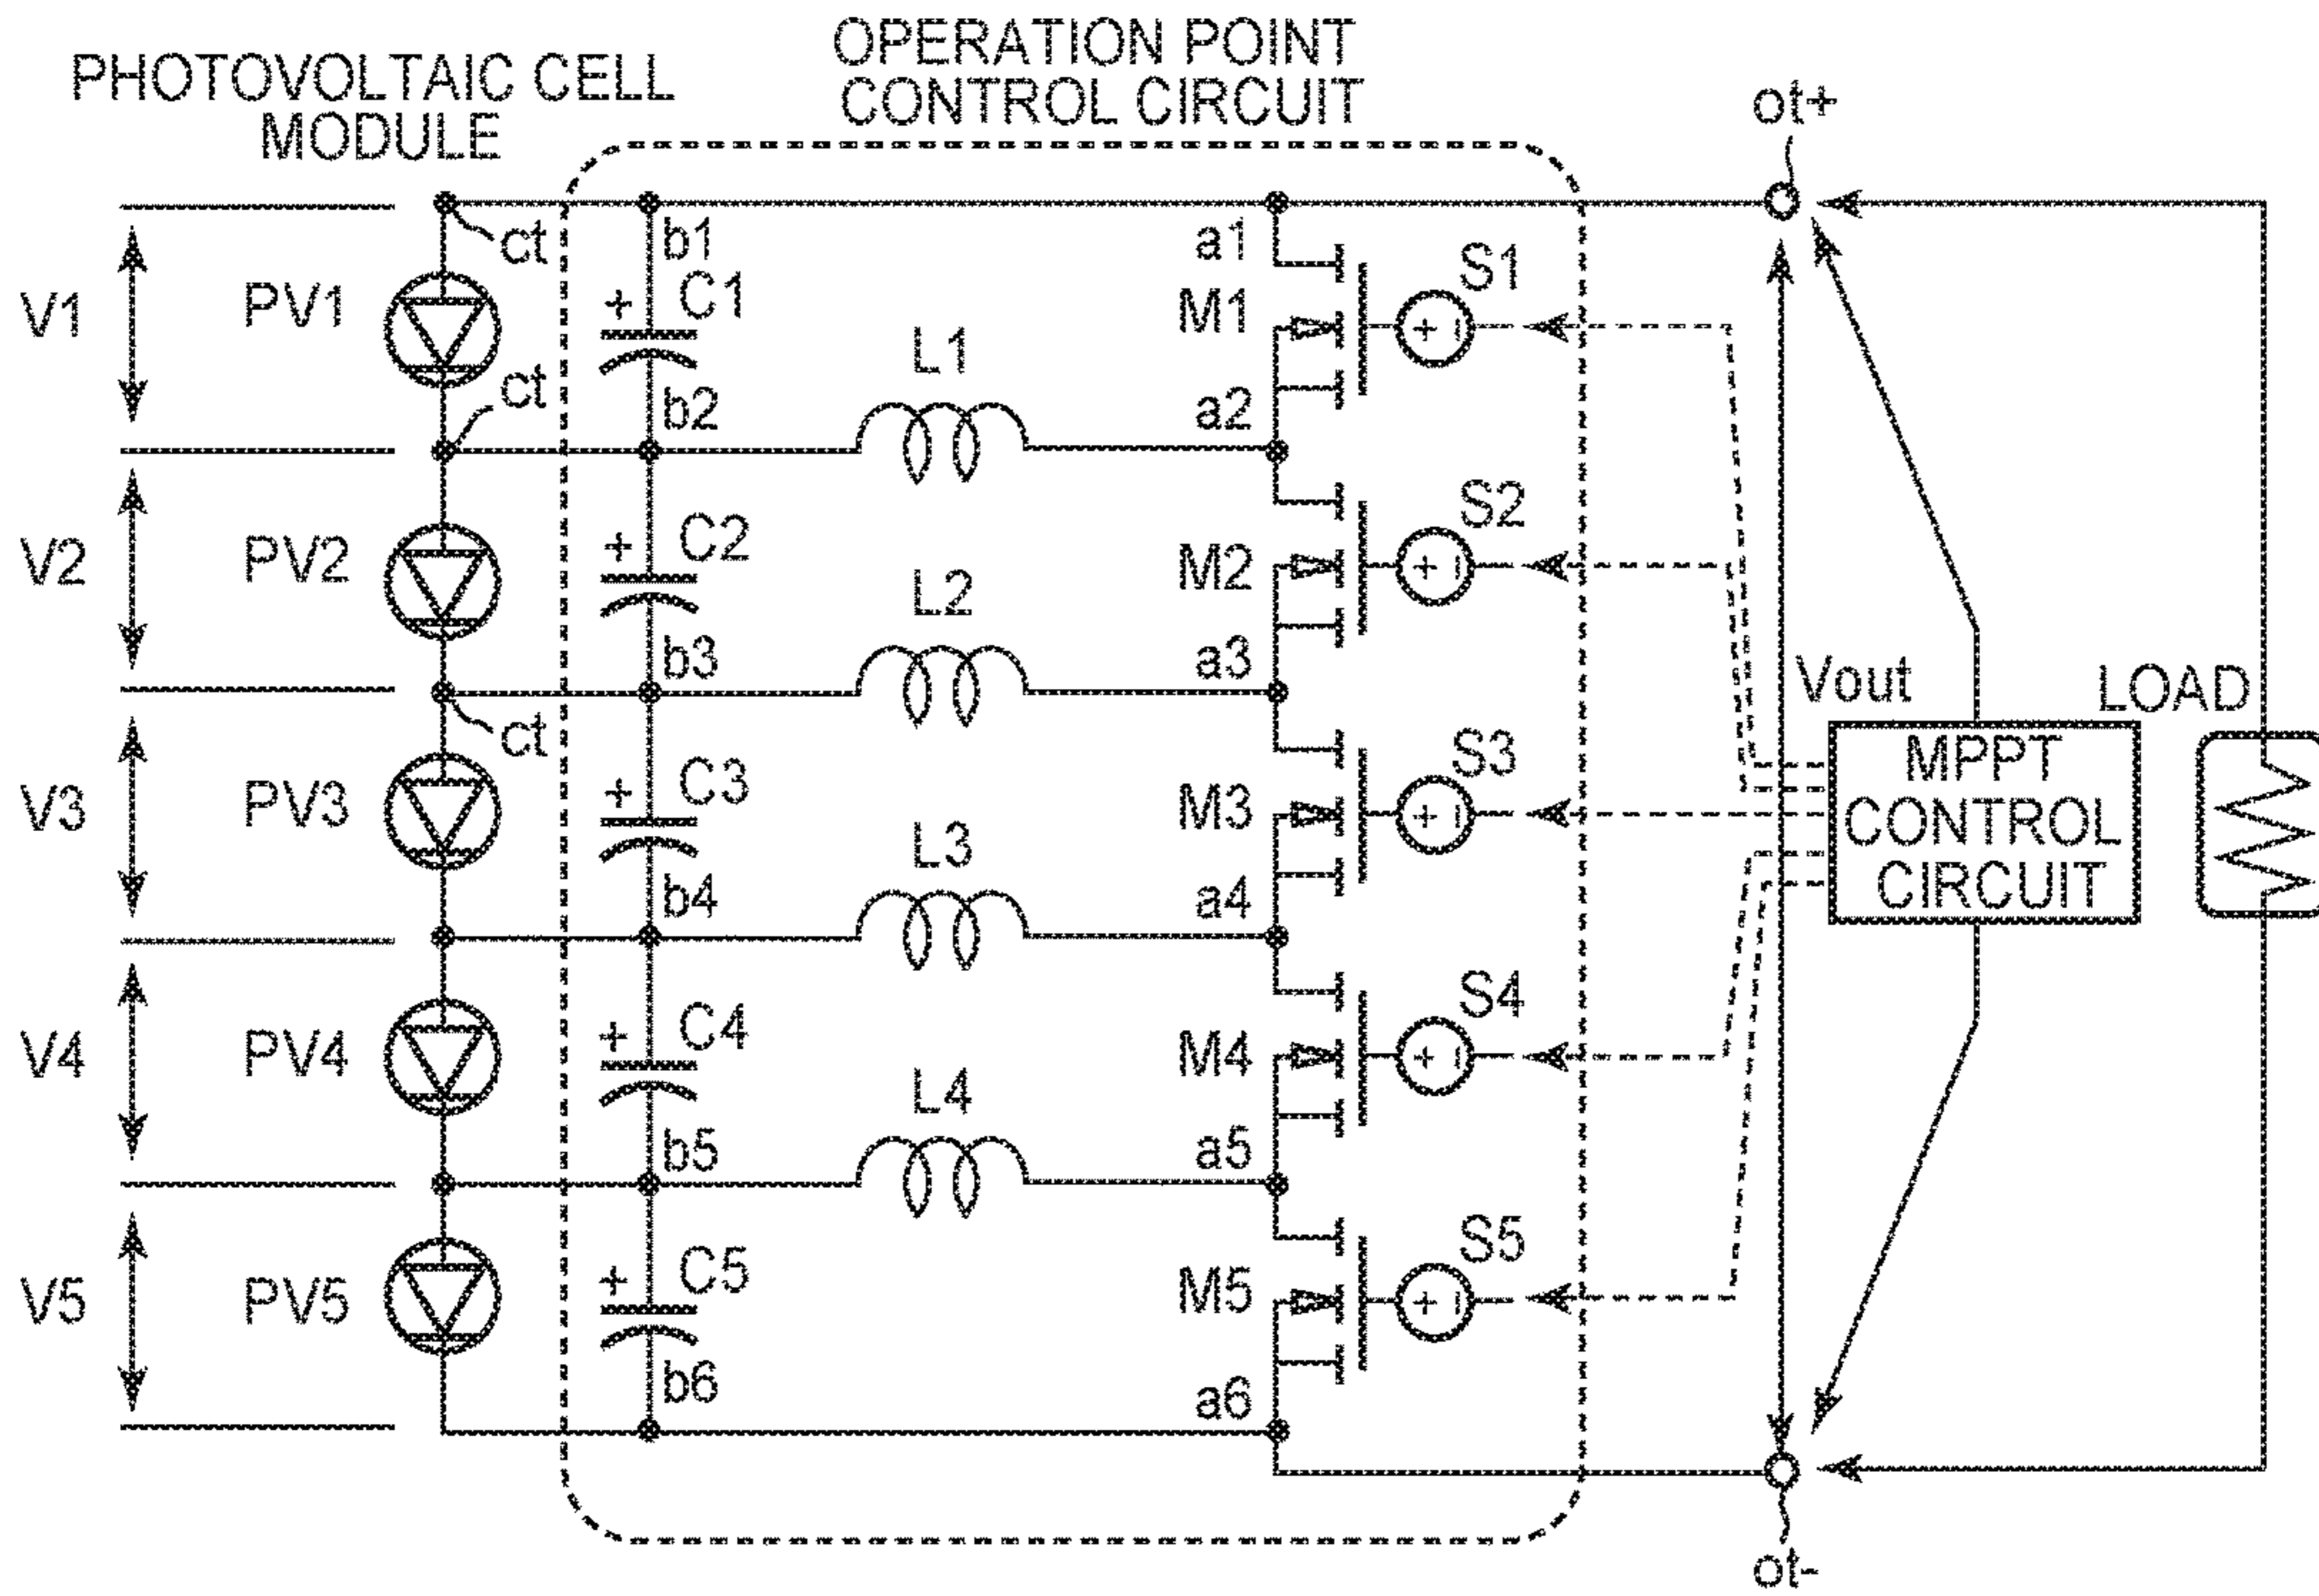 PHOTOVOLTAIC CELL
MODULE
OPERATION POINT
CONTROL CIRCUIT
ot+
ct
b1
a1
S1
V1
PV1
+
C1
M1
+ -
L1
ct
b2
a2
S2
V2
PV2
+
C2
M2
+ -
L2
b3
a3
Vout
LOAD
ct
S3
V3
PV3
+
C3
M3
+ -
MPPT
CONTROL
CIRCUIT
L3
b4
a4
S4
V4
PV4
+
C4
M4
+ -
L4
b5
a5
S5
V5
PV5
+
C5
M5
+ -
b6
a6
ot-